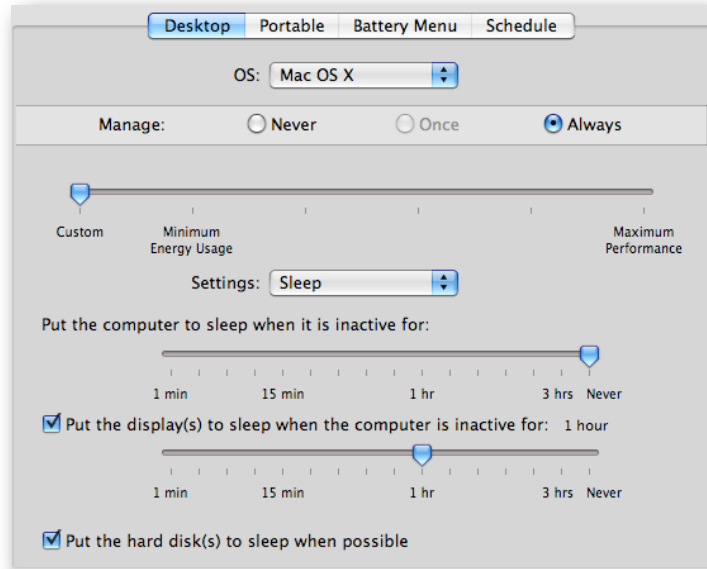 Desktop Portable Battery Menu Schedule
OS: Mac OS X
Manage: Never Once Always
Custom Minimum Energy Usage Maximum Performance
Settings: Sleep
Put the computer to sleep when it is inactive for:
1 min 15 min 1 hr 3 hrs Never
Put the display(s) to sleep when the computer is inactive for: 1 hour
1 min 15 min 1 hr 3 hrs Never
Put the hard disk(s) to sleep when possible